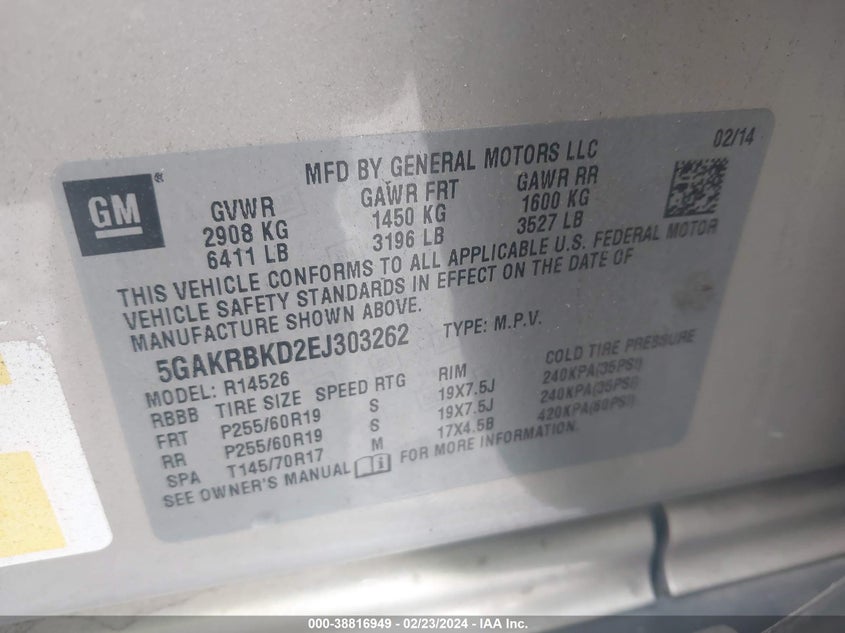 02/14
MFD BY GENERAL MOTORS LLC
GM ®
GVWR GAWR FRT GAWR RR
2908 KG 1450 KG 1600 KG
6411 LB 3196 LB 3527 LB
THIS VEHICLE CONFORMS TO ALL APPLICABLE U.S. FEDERAL MOTOR
VEHICLE SAFETY STANDARDS IN EFFECT ON THE DATE OF
MANUFACTURE SHOWN ABOVE.
5GAKRBKD2EJ303262 TYPE: M.P.V.
MODEL: R14526
RBBB TIRE SIZE SPEED RTG RIM COLD TIRE PRESSURE
FRT P255/60R19 S 19X7.5J 240KPA(35PSI)
RR P255/60R19 S 19X7.5J 240KPA(35PSI)
SPA T145/70R17 M 17X4.5B 420KPA(60PSI)
SEE OWNER'S MANUAL FOR MORE INFORMATION.
000-38816949 - 02/23/2024 - IAA Inc.